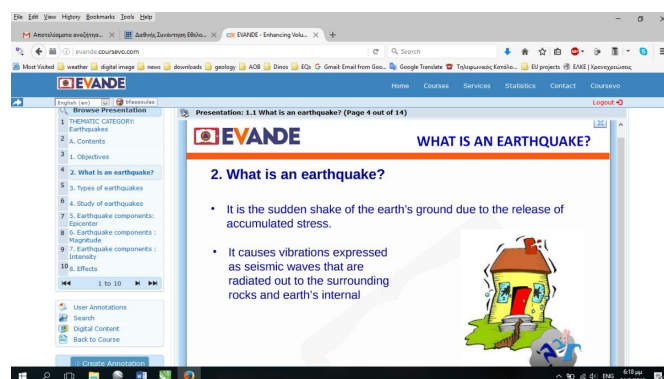 File Edit View History Bookmarks Tools Help
Αποτελέσματα αναζήτησ...
Διεθνής Συνάντηση Εθελο...
EVANDE - Enhancing Volu...
evande.coursevo.com
Search
Most Visited weather digital image news downloads geology AOB Dinos EQs Gmail: Email from Goo... Google Translate Τηλεφωνικός Κατάλο... EU projects ΕΛΚΕ | Χρονοχρεώσεις
EVANDE
Home Courses Services Statistics Contact Coursevo
English (en) bfassoulas
Logout
Browse Presentation
Presentation: 1.1 What is an earthquake? (Page 4 out of 14)
1 THEMATIC CATEGORY: Earthquakes
2 A. Contents
3 1. Objectives
4 2. What is an earthquake?
5 3. Types of earthquakes
6 4. Study of earthquakes
7 5. Earthquake components: Epicenter
8 6. Earthquake components : Magnitude
9 7. Earthquake components : Intensity
10 8. Effects
1 to 10
User Annotations
Search
Digital Content
Back to Course
Create Annotation
EVANDE
WHAT IS AN EARTHQUAKE?
2. What is an earthquake?
• It is the sudden shake of the earth's ground due to the release of
accumulated stress.
• It causes vibrations expressed
as seismic waves that are
radiated out to the surrounding
rocks and earth's internal
ENG
6:18 μμ